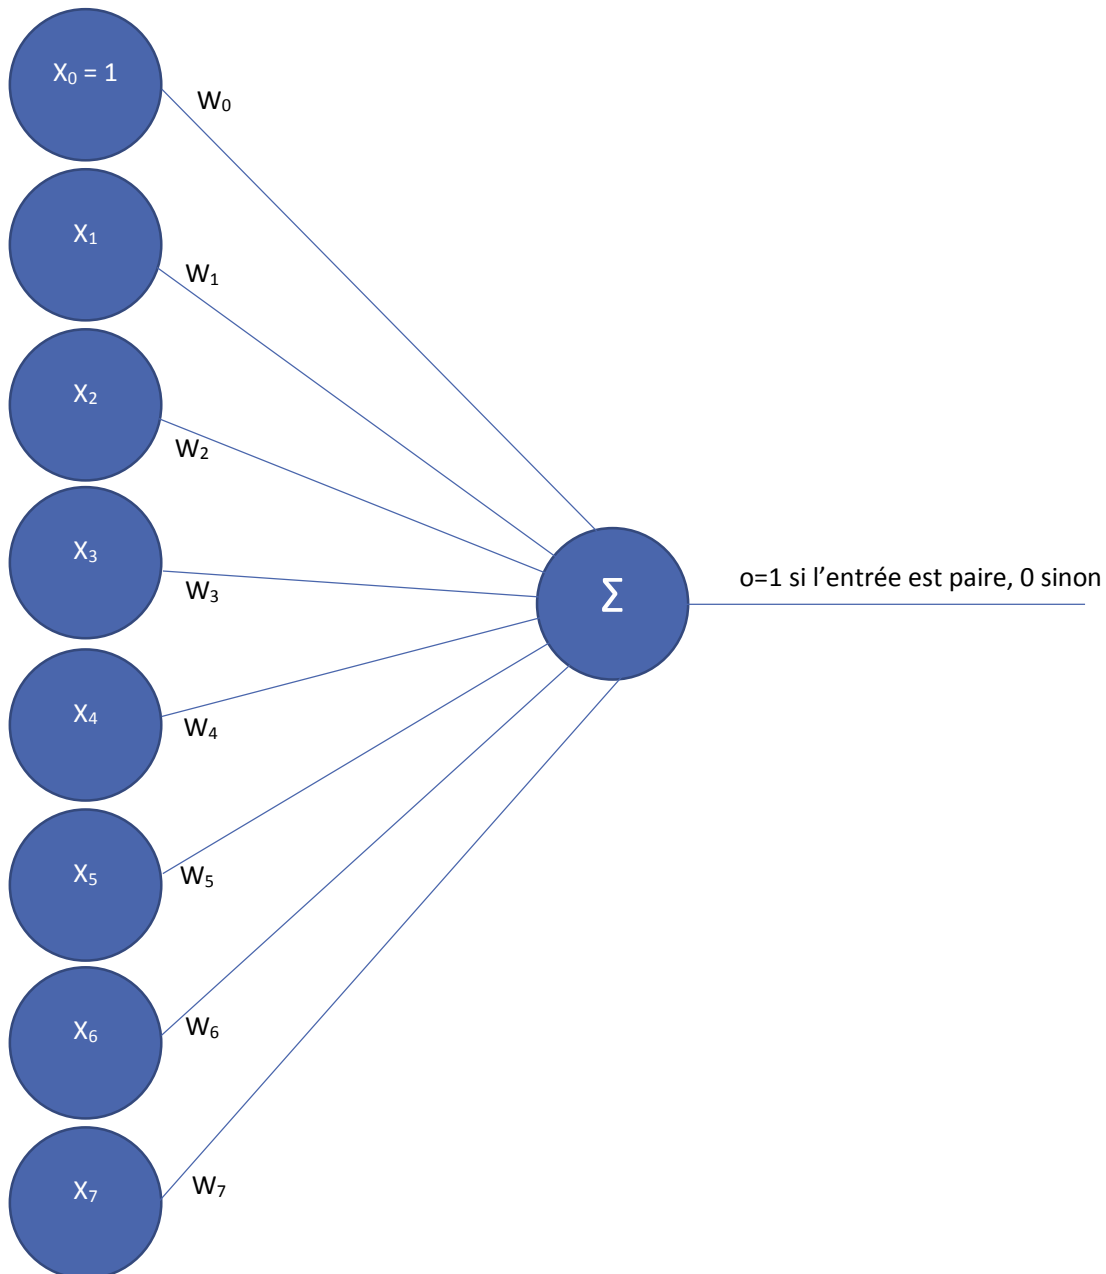 X₀ = 1
W₀
X₁
W₁
X₂
W₂
X₃
W₃
Σ
o=1 si l’entrée est paire, 0 sinon
X₄
W₄
X₅
W₅
X₆
W₆
X₇
W₇